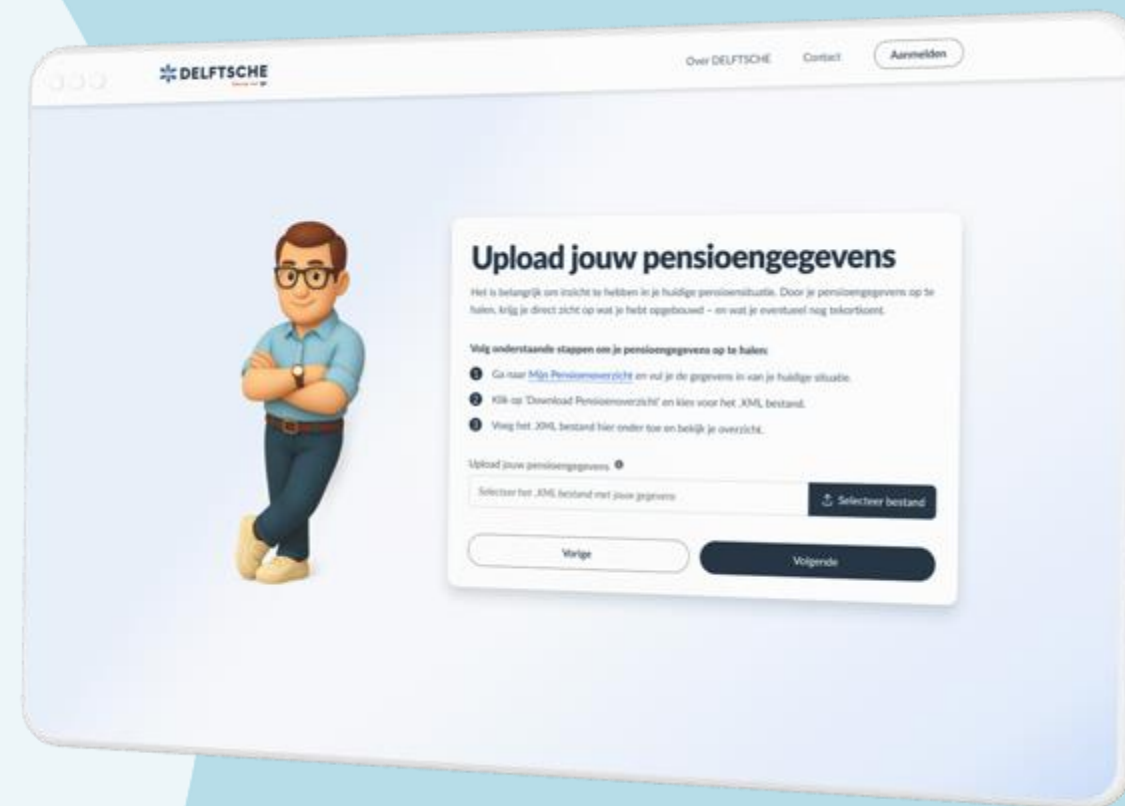 DELFTSCHE
Over DELFTSCHE
Contact
Aanmelden
Upload jouw pensioengegevens
Het is belangrijk om inzicht te hebben in je huidige pensioensituatie. Door je pensioengegevens op te
halen, krijg je direct zicht op wat je hebt opgebouwd – en wat je eventueel nog tekortkomt.
Volg onderstaande stappen om je pensioengegevens op te halen:
1 Ga naar Mijn Pensioenoverzicht en vul je de gegevens in van je huidige situatie.
2 Klik op 'Download Pensioenoverzicht' en kies voor het .XML bestand.
3 Voeg het .XML bestand hier onder toe en bekijk je overzicht.
Upload jouw pensioengegevens
Selecteer het .XML bestand met jouw gegevens
Selecteer bestand
Vorige
Volgende